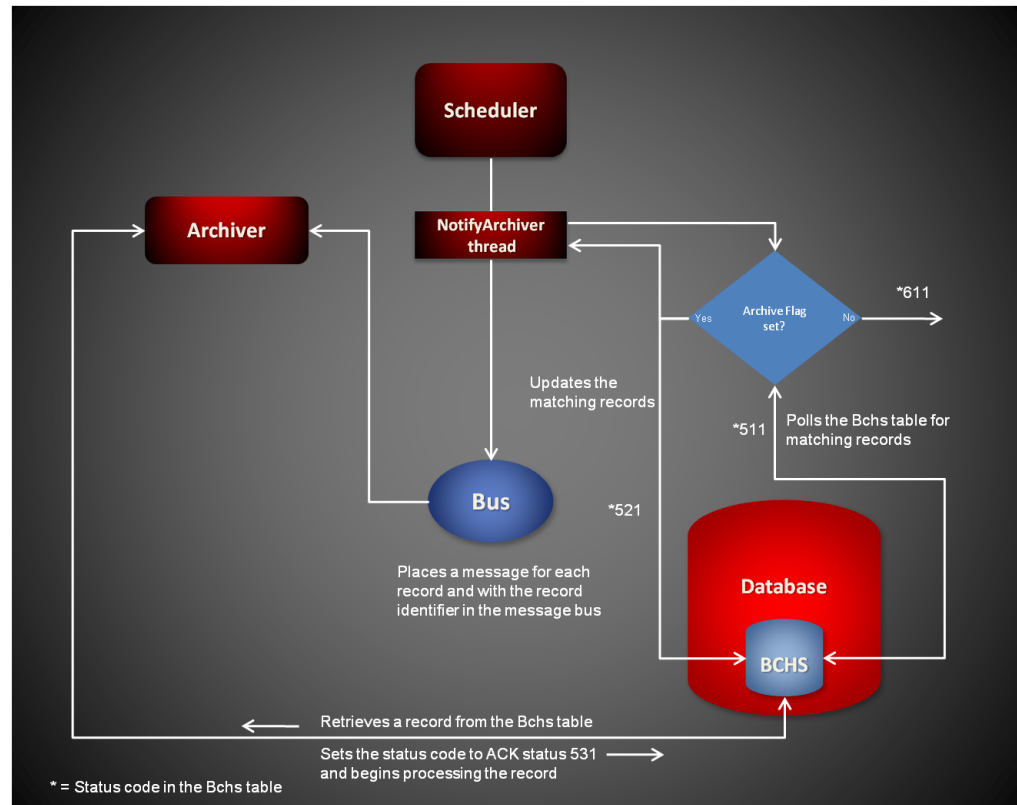 Scheduler
NotifyArchiver
thread
Archiver
Archive Flag
set?
Yes
No
*611
Updates the
matching records
*511
Polls the Bchs table for
matching records
Bus
*521
Places a message for each
record and with the record
identifier in the message bus
Database
BCHS
Retrieves a record from the Bchs table
Sets the status code to ACK status 531
and begins processing the record
* = Status code in the Bchs table